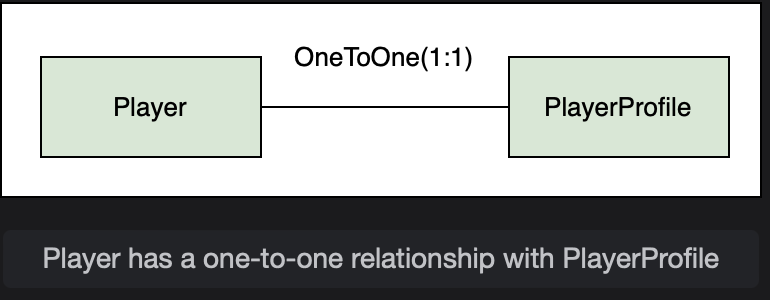 OneToOne(1:1)
Player
PlayerProfile
Player has a one-to-one relationship with PlayerProfile